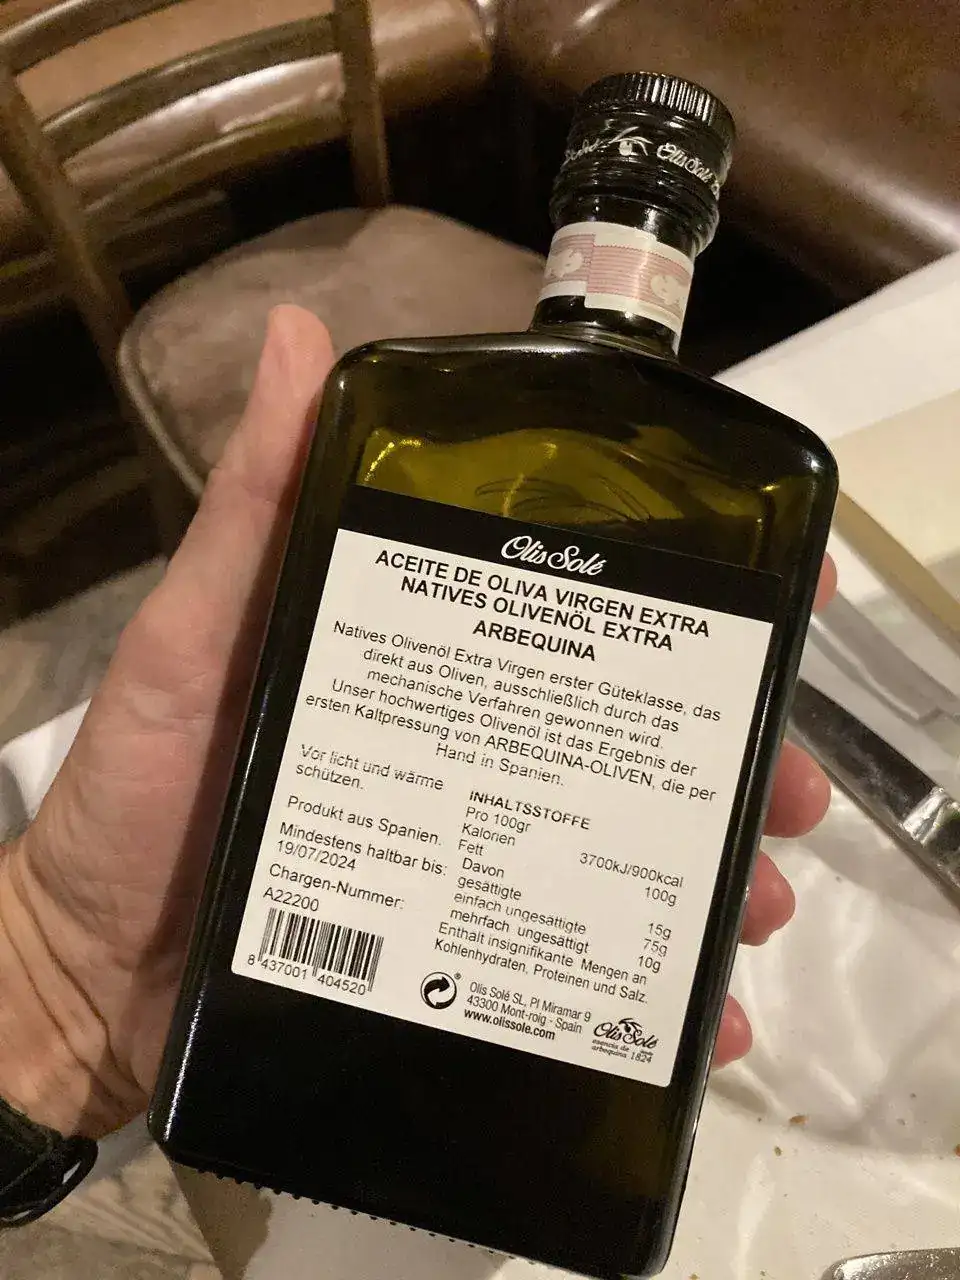 Olis Solé
Olis Solé
ACEITE DE OLIVA VIRGEN EXTRA
NATIVES OLIVENÖL EXTRA
ARBEQUINA
Natives Olivenöl Extra Virgen erster Güteklasse, das
direkt aus Oliven, ausschließlich durch das
mechanische Verfahren gewonnen wird.
Unser hochwertiges Olivenöl ist das Ergebnis der
ersten Kaltpressung von ARBEQUINA-OLIVEN, die per
Hand in Spanien.
Vor licht und wärme
schützen.
Produkt aus Spanien.
Mindestens haltbar bis:
19/07/2024
Chargen-Nummer:
A22200
8 437001 404520
INHALTSSTOFFE
Pro 100gr
Kalorien 3700kJ/900kcal
Fett 100g
Davon
gesättigte 15g
einfach ungesättigte 75g
mehrfach ungesättigt 10g
Enthalt insignifikante Mengen an
Kohlenhydraten, Proteinen und Salz.
Olis Solé SL, Pl Miramar 9
43300 Mont-roig - Spain
www.olissole.com
Olis Solé
esencia de
arbequina 1824